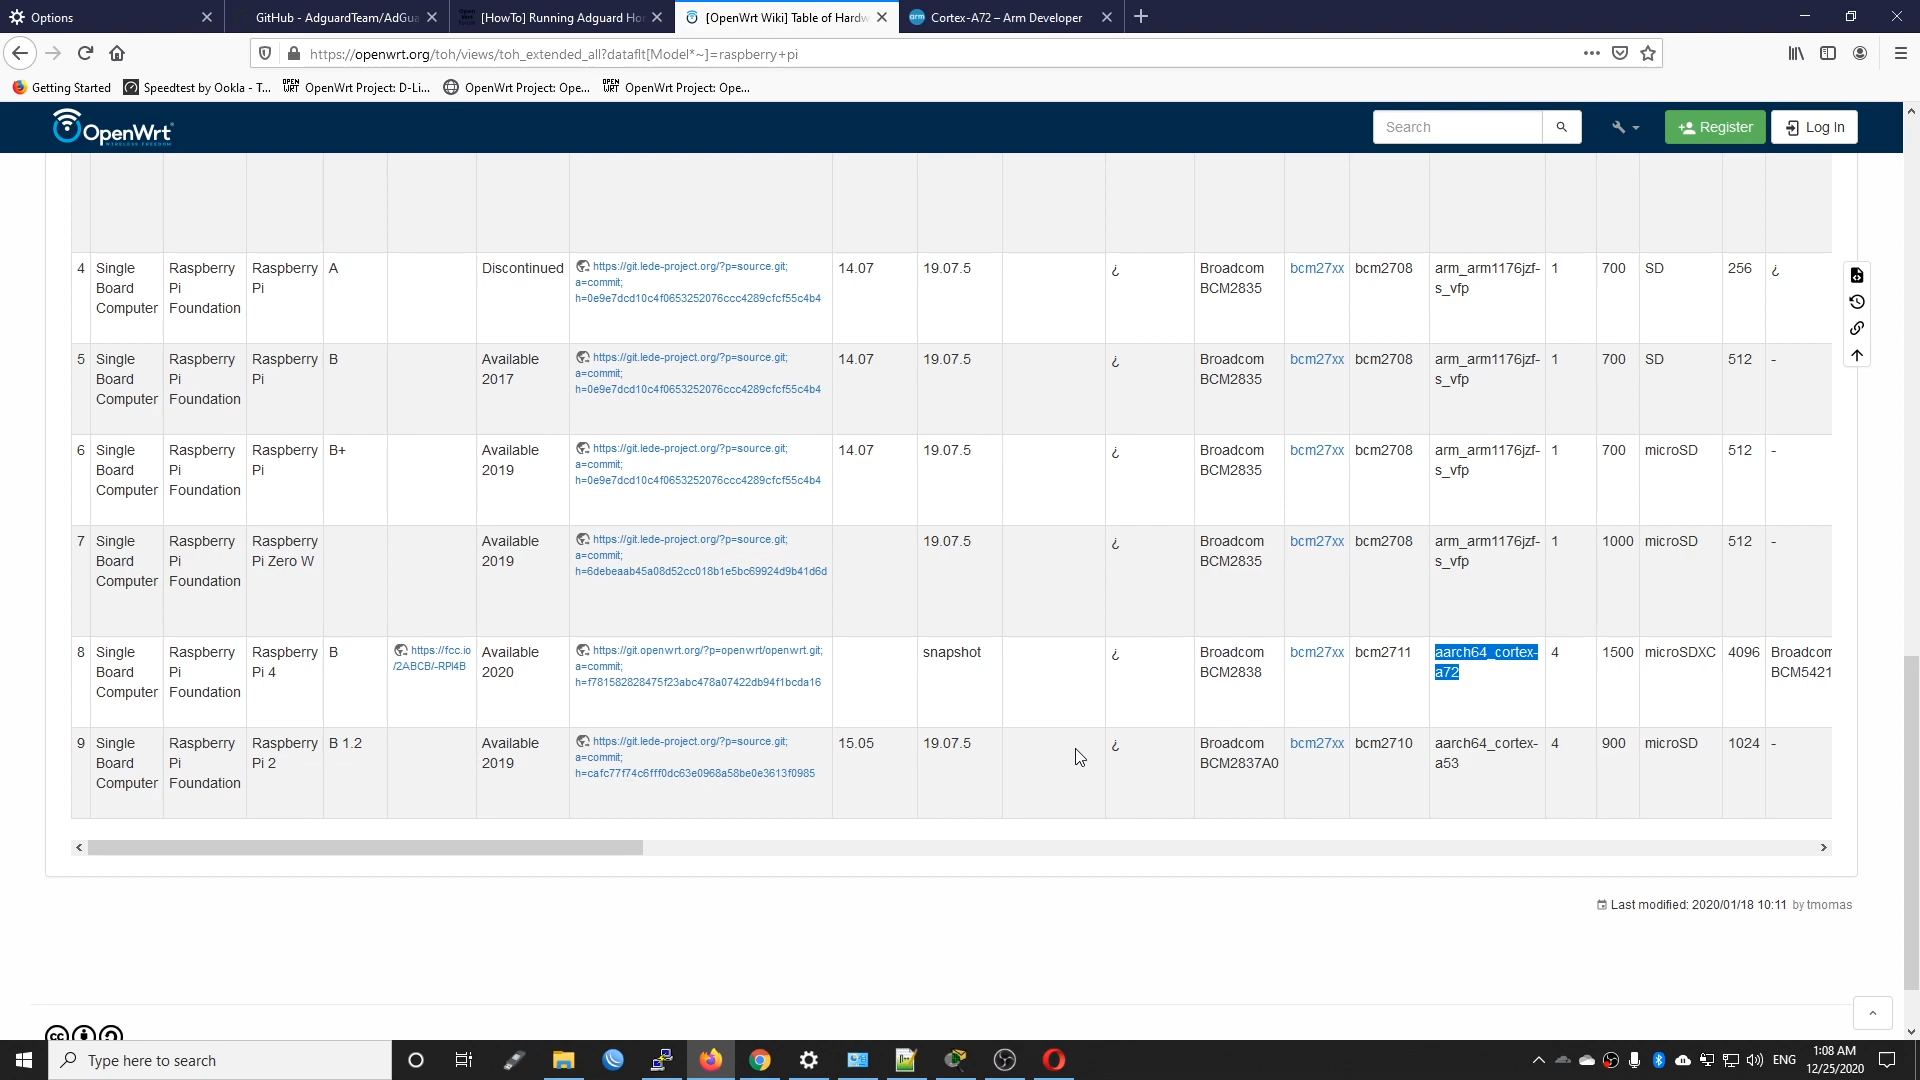 Options
GitHub - AdguardTeam/AdGua
[HowTo] Running Adguard Ho
[OpenWrt Wiki] Table of Hardw
Cortex-A72 – Arm Developer
https://openwrt.org/toh/views/toh_extended_all?dataflt[Model*~]=raspberry+pi
Getting Started
Speedtest by Ookla - T...
OpenWrt Project: D-Li...
OpenWrt Project: Ope...
OpenWrt Project: Ope...
OpenWrt
WIRELESS FREEDOM
Search
Register
Log In
4 Single Board Computer Raspberry Pi Foundation Raspberry Pi A Discontinued https://git.lede-project.org/?p=source.git;a=commit;h=0e9e7dcd10c4f0653252076ccc4289cfcf55c4b4 14.07 19.07.5 ¿ Broadcom BCM2835 bcm27xx bcm2708 arm_arm1176jzf-s_vfp 1 700 SD 256 ¿
5 Single Board Computer Raspberry Pi Foundation Raspberry Pi B Available 2017 https://git.lede-project.org/?p=source.git;a=commit;h=0e9e7dcd10c4f0653252076ccc4289cfcf55c4b4 14.07 19.07.5 ¿ Broadcom BCM2835 bcm27xx bcm2708 arm_arm1176jzf-s_vfp 1 700 SD 512 -
6 Single Board Computer Raspberry Pi Foundation Raspberry Pi B+ Available 2019 https://git.lede-project.org/?p=source.git;a=commit;h=0e9e7dcd10c4f0653252076ccc4289cfcf55c4b4 14.07 19.07.5 ¿ Broadcom BCM2835 bcm27xx bcm2708 arm_arm1176jzf-s_vfp 1 700 microSD 512 -
7 Single Board Computer Raspberry Pi Foundation Raspberry Pi Zero W Available 2019 https://git.lede-project.org/?p=source.git;a=commit;h=6debeaab45a08d52cc018b1e5bc69924d9b41d6d 19.07.5 ¿ Broadcom BCM2835 bcm27xx bcm2708 arm_arm1176jzf-s_vfp 1 1000 microSD 512 -
8 Single Board Computer Raspberry Pi Foundation Raspberry Pi 4 B https://fcc.io/2ABCB/-RPI4B Available 2020 https://git.openwrt.org/?p=openwrt/openwrt.git;a=commit;h=f781582828475f23abc478a07422db94f1bcda16 snapshot ¿ Broadcom BCM2838 bcm27xx bcm2711 aarch64_cortex-a72 4 1500 microSDXC 4096 Broadcom BCM5421
9 Single Board Computer Raspberry Pi Foundation Raspberry Pi 2 B 1.2 Available 2019 https://git.lede-project.org/?p=source.git;a=commit;h=cafc77f74c6fff0dc63e0968a58be0e3613f0985 15.05 19.07.5 ¿ Broadcom BCM2837A0 bcm27xx bcm2710 aarch64_cortex-a53 4 900 microSD 1024 -
Last modified: 2020/01/18 10:11 by tmomas
Type here to search
ENG
1:08 AM
12/25/2020